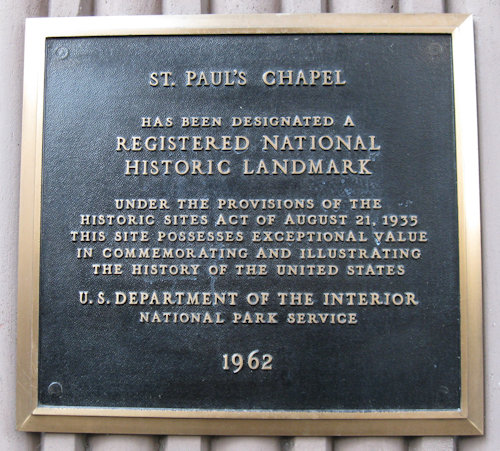 ST. PAUL'S CHAPEL
HAS BEEN DESIGNATED A
REGISTERED NATIONAL
HISTORIC LANDMARK
UNDER THE PROVISIONS OF THE
HISTORIC SITES ACT OF AUGUST 21, 1935
THIS SITE POSSESSES EXCEPTIONAL VALUE
IN COMMEMORATING AND ILLUSTRATING
THE HISTORY OF THE UNITED STATES
U.S. DEPARTMENT OF THE INTERIOR
NATIONAL PARK SERVICE
1962